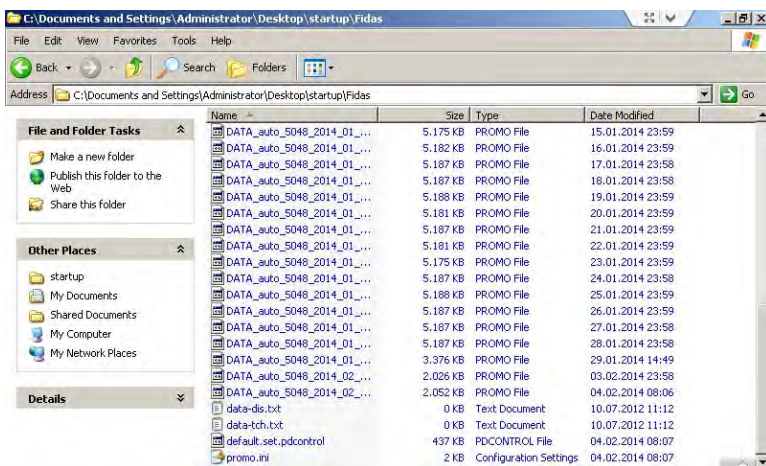 C:\Documents and Settings\Administrator\Desktop\startup\Fidas
File Edit View Favorites Tools Help
Back Search Folders
Address C:\Documents and Settings\Administrator\Desktop\startup\Fidas Go
Name Size Type Date Modified
File and Folder Tasks
Make a new folder
Publish this folder to the
Web
Share this folder
Other Places
startup
My Documents
Shared Documents
My Computer
My Network Places
Details
DATA_auto_5048_2014_01_... 5.175 KB PROMO File 15.01.2014 23:59
DATA_auto_5048_2014_01_... 5.182 KB PROMO File 16.01.2014 23:59
DATA_auto_5048_2014_01_... 5.187 KB PROMO File 17.01.2014 23:58
DATA_auto_5048_2014_01_... 5.187 KB PROMO File 18.01.2014 23:58
DATA_auto_5048_2014_01_... 5.188 KB PROMO File 19.01.2014 23:59
DATA_auto_5048_2014_01_... 5.181 KB PROMO File 20.01.2014 23:59
DATA_auto_5048_2014_01_... 5.187 KB PROMO File 21.01.2014 23:59
DATA_auto_5048_2014_01_... 5.181 KB PROMO File 22.01.2014 23:59
DATA_auto_5048_2014_01_... 5.175 KB PROMO File 23.01.2014 23:59
DATA_auto_5048_2014_01_... 5.187 KB PROMO File 24.01.2014 23:58
DATA_auto_5048_2014_01_... 5.188 KB PROMO File 25.01.2014 23:59
DATA_auto_5048_2014_01_... 5.187 KB PROMO File 26.01.2014 23:59
DATA_auto_5048_2014_01_... 5.187 KB PROMO File 27.01.2014 23:58
DATA_auto_5048_2014_01_... 5.187 KB PROMO File 28.01.2014 23:58
DATA_auto_5048_2014_01_... 3.376 KB PROMO File 29.01.2014 14:49
DATA_auto_5048_2014_02_... 2.026 KB PROMO File 03.02.2014 23:58
DATA_auto_5048_2014_02_... 2.052 KB PROMO File 04.02.2014 08:06
data-dis.txt 0 KB Text Document 10.07.2012 11:12
data-tch.txt 0 KB Text Document 10.07.2012 11:12
default.set.pdcontrol 437 KB PDCONTROL File 04.02.2014 08:07
promo.ini 2 KB Configuration Settings 04.02.2014 08:07